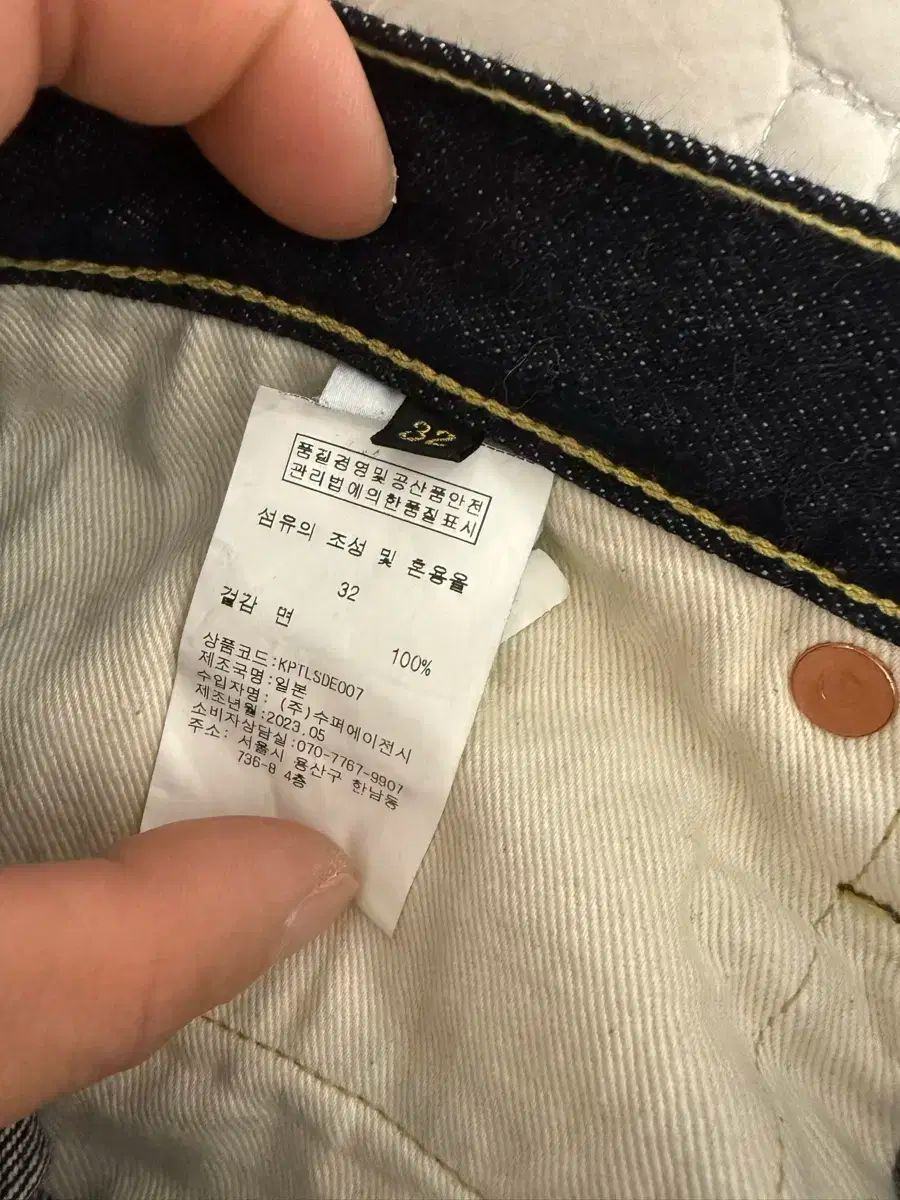 32
품질경영및공산품안전
관리법에의한품질표시
섬유의 조성 및 혼용율
32
겉감 면 100%
상품코드:KPTLSDE007
제조국명:일본
수입자명: (주)수퍼에이전시
제조년월:2023.05
소비자상담실:070-7767-9907
주소: 서울시 용산구 한남동
736-9 4층